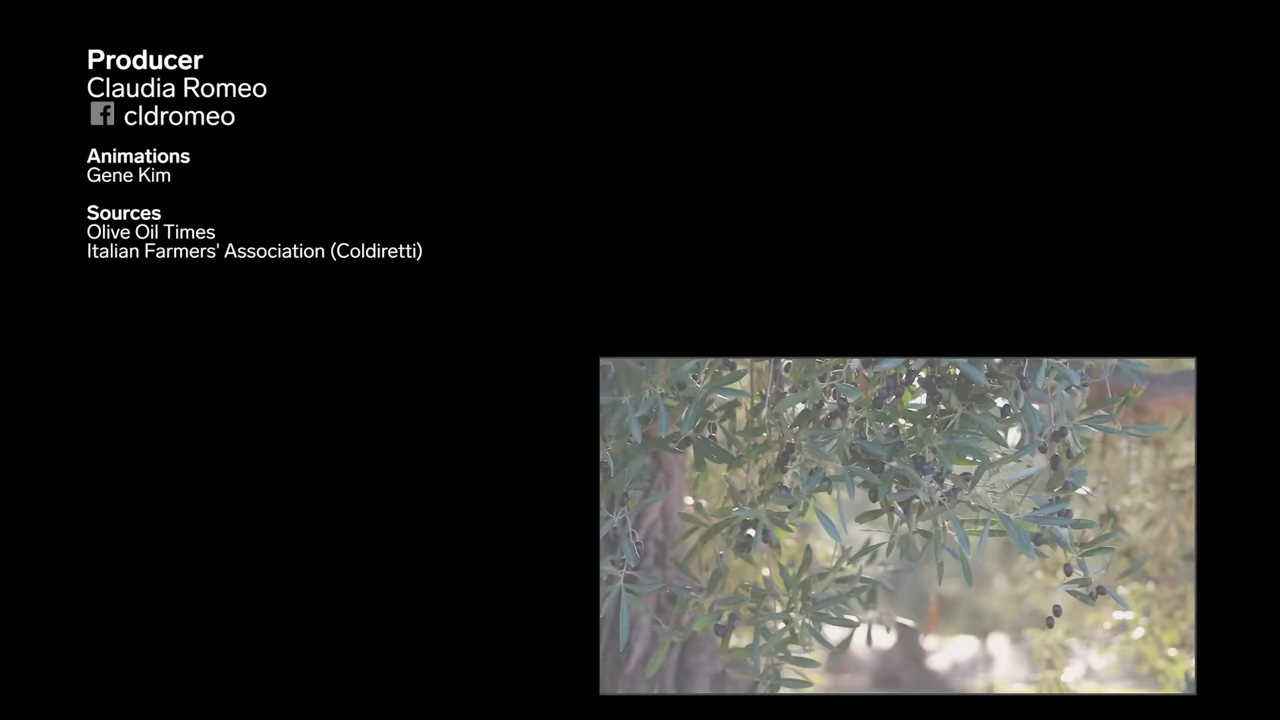 Producer
Claudia Romeo
cldromeo
Animations
Gene Kim
Sources
Olive Oil Times
Italian Farmers' Association (Coldiretti)